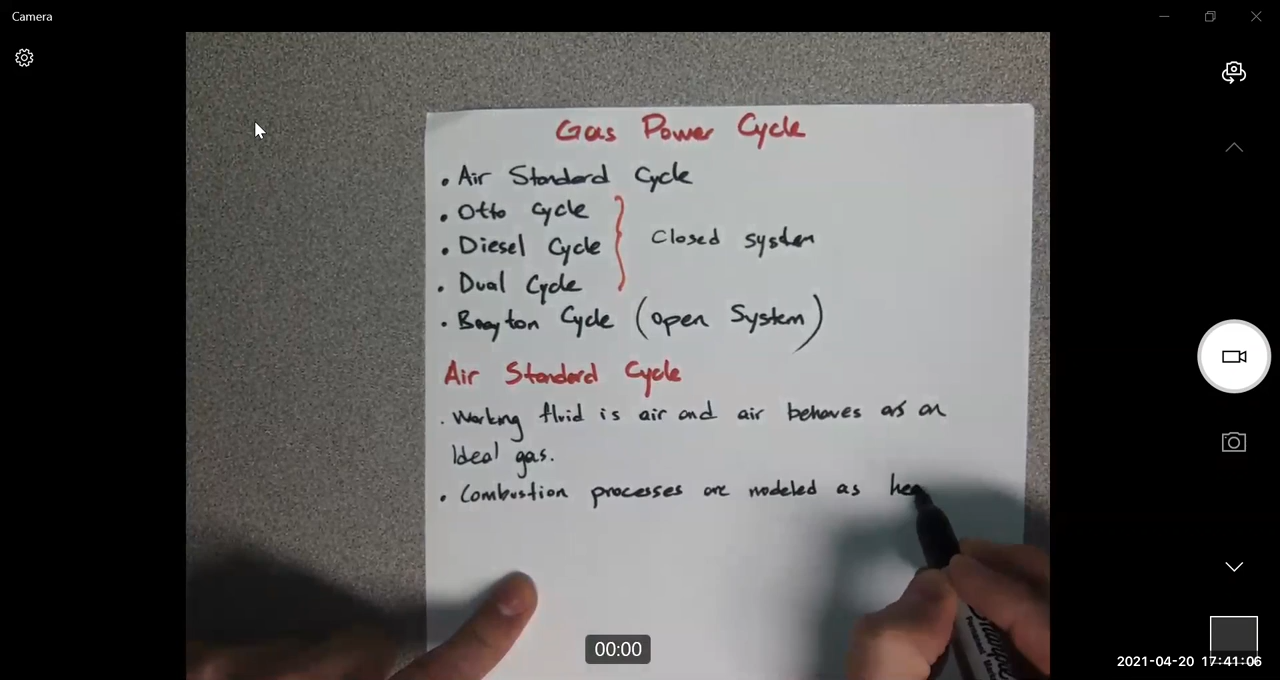 Camera
Gas Power Cycle
• Air Standard Cycle
• Otto Cycle
• Diesel Cycle
Closed system
• Dual Cycle
• Brayton Cycle (open System)
Air Standard Cycle
• Working fluid is air and air behaves as an
Ideal gas.
• Combustion processes are modeled as hea
00:00
Sharpie
2021-04-20 17:41:06